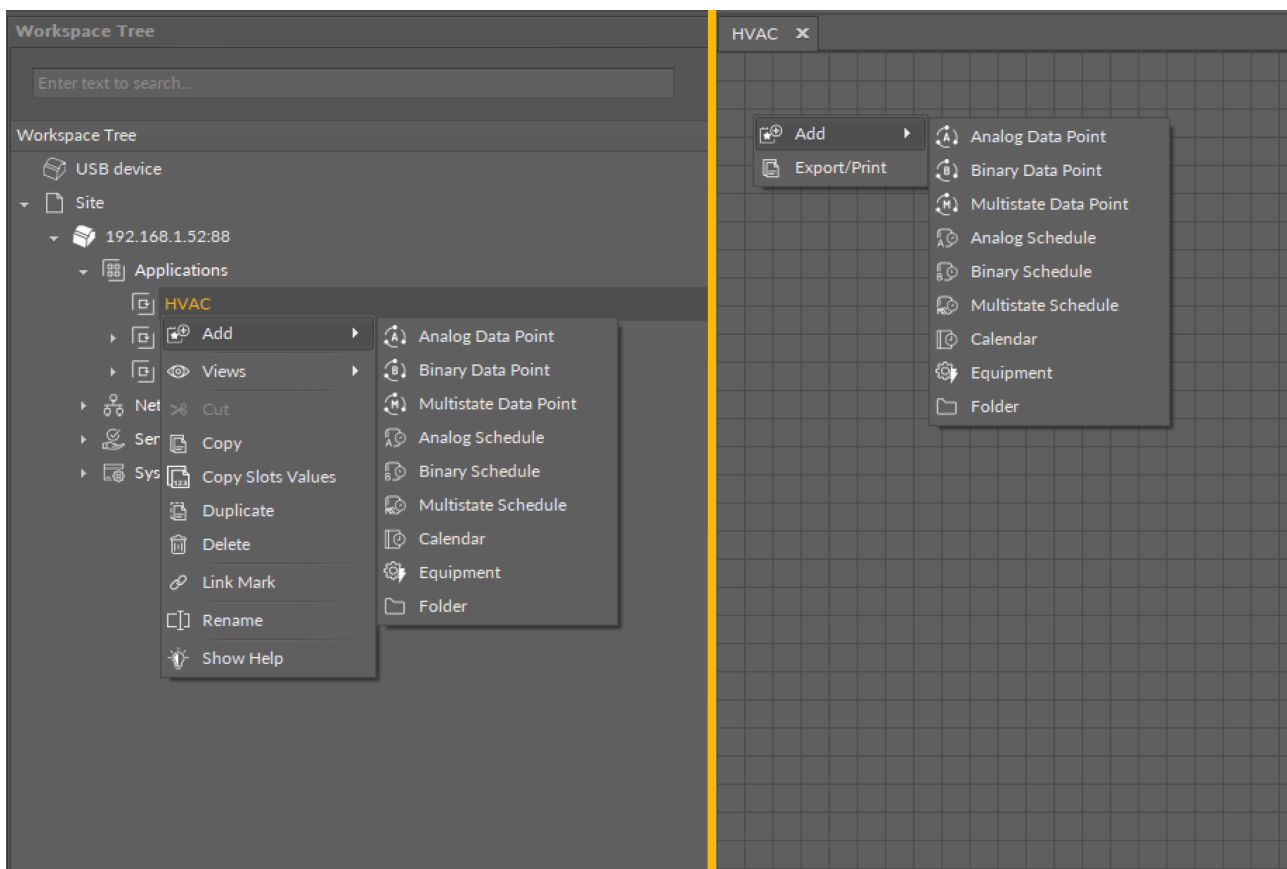 Workspace Tree
Enter text to search...
Workspace Tree
USB device
Site
192.168.1.52:88
Applications
HVAC
Add
Views
Net
Cut
Ser
Copy
Sys
Copy Slots Values
Duplicate
Delete
Link Mark
Rename
Show Help
Analog Data Point
Binary Data Point
Multistate Data Point
Analog Schedule
Binary Schedule
Multistate Schedule
Calendar
Equipment
Folder
HVAC
Add
Export/Print
Analog Data Point
Binary Data Point
Multistate Data Point
Analog Schedule
Binary Schedule
Multistate Schedule
Calendar
Equipment
Folder